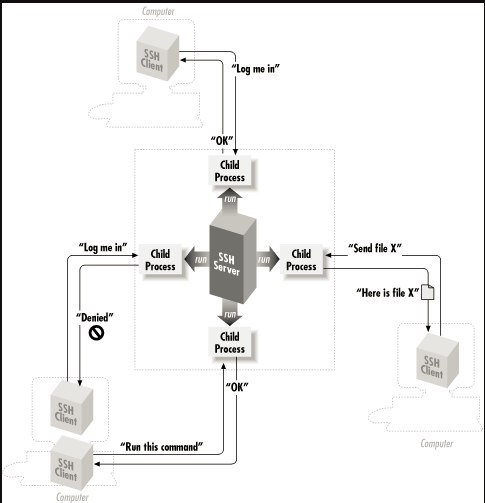 Computer
SSH
Client
"Log me in"
"OK"
Child
Process
run
"Log me in"
Child
Process
run
SSH
Server
run
Child
Process
"Send file X"
"Here is file X"
"Denied"
run
Child
Process
SSH
Client
"OK"
SSH
Client
"Run this command"
SSH
Client
Computer
Computer